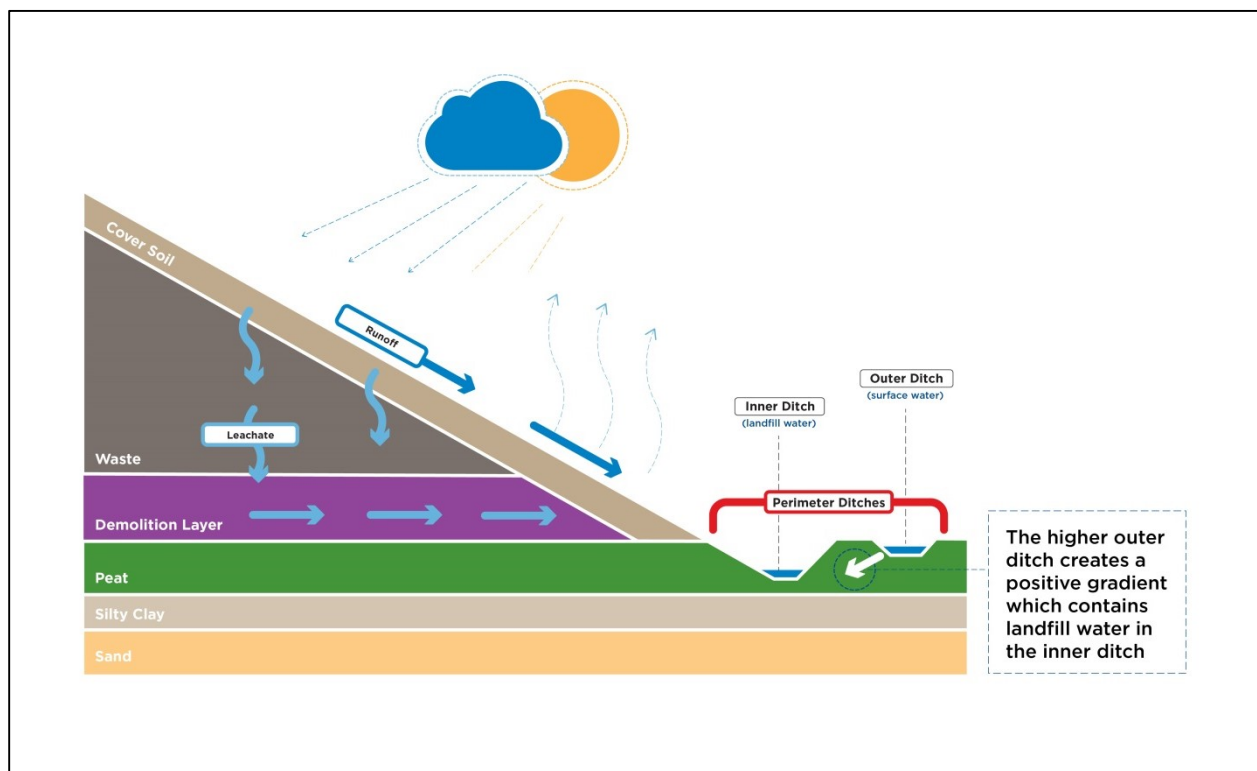 Cover Soil
Runoff
Leachate
Waste
Demolition Layer
Peat
Silty Clay
Sand
Inner Ditch
(landfill water)
Outer Ditch
(surface water)
Perimeter Ditches
The higher outer
ditch creates a
positive gradient
which contains
landfill water in
the inner ditch